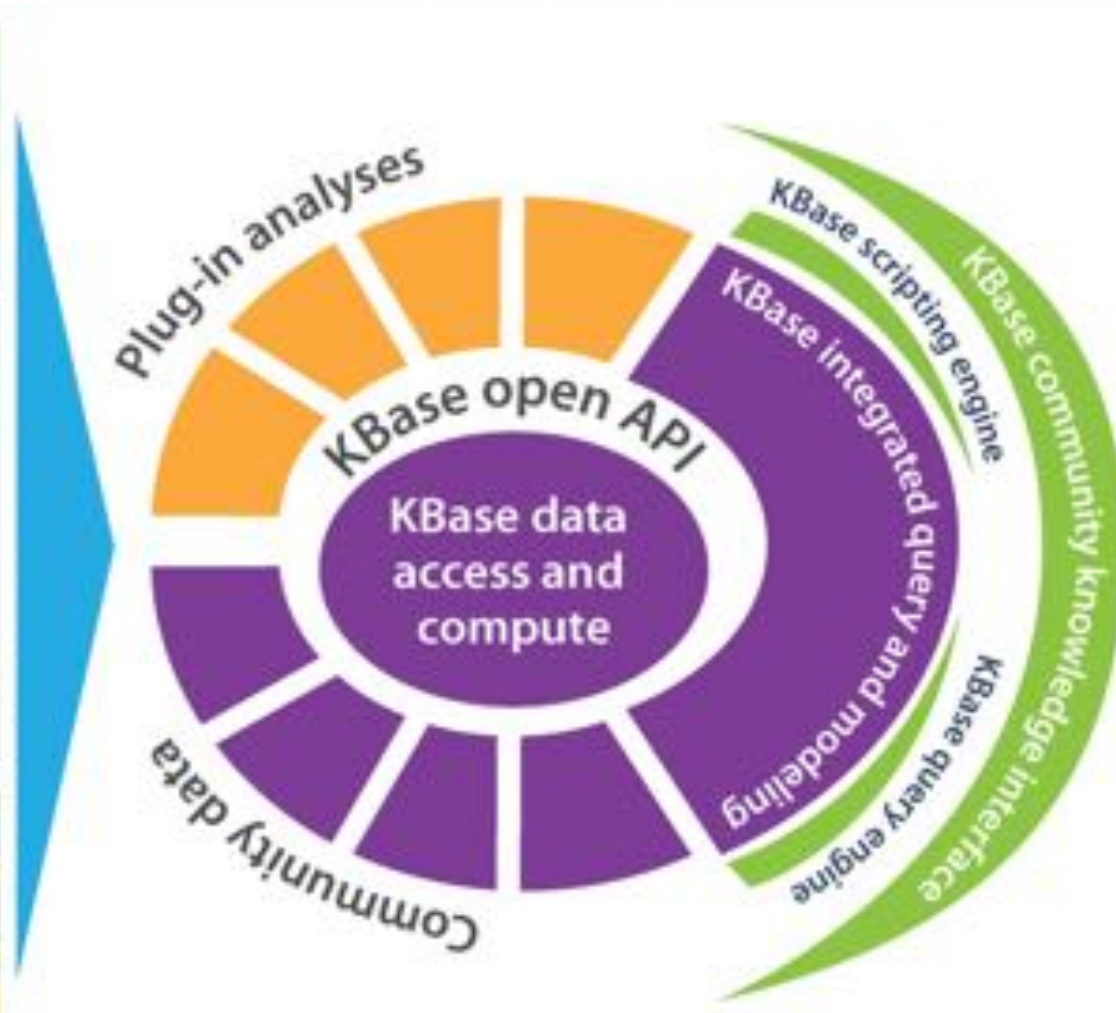 Plug-in analyses
KBase open API
KBase data
access and
compute
Community data
KBase integrated query and modeling
KBase scripting engine
KBase query engine
KBase community knowledge interface